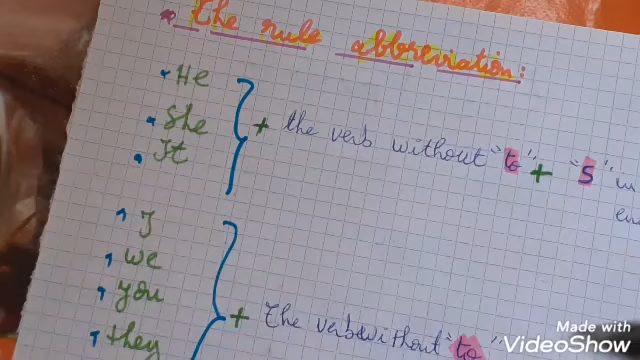 The rule abbreviation:
He
She
It
+ the verb without "to" + "S" in
I
we
you
they
+ The verb without "to"
Made with
VideoShow